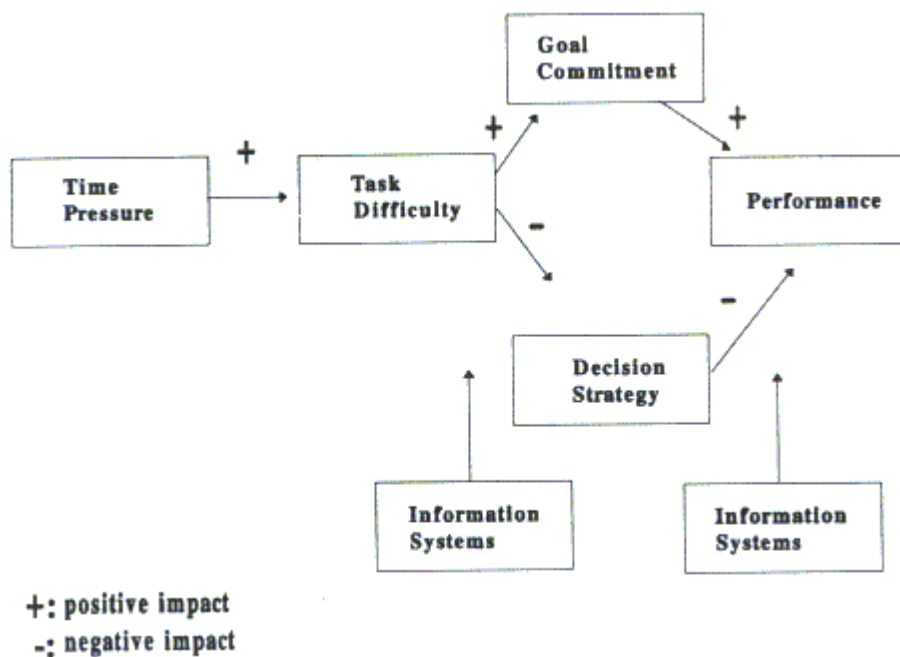 Goal
Commitment
+
+
+
Time
Pressure
Task
Difficulty
Performance
-
-
Decision
Strategy
Information
Systems
Information
Systems
+: positive impact
-: negative impact